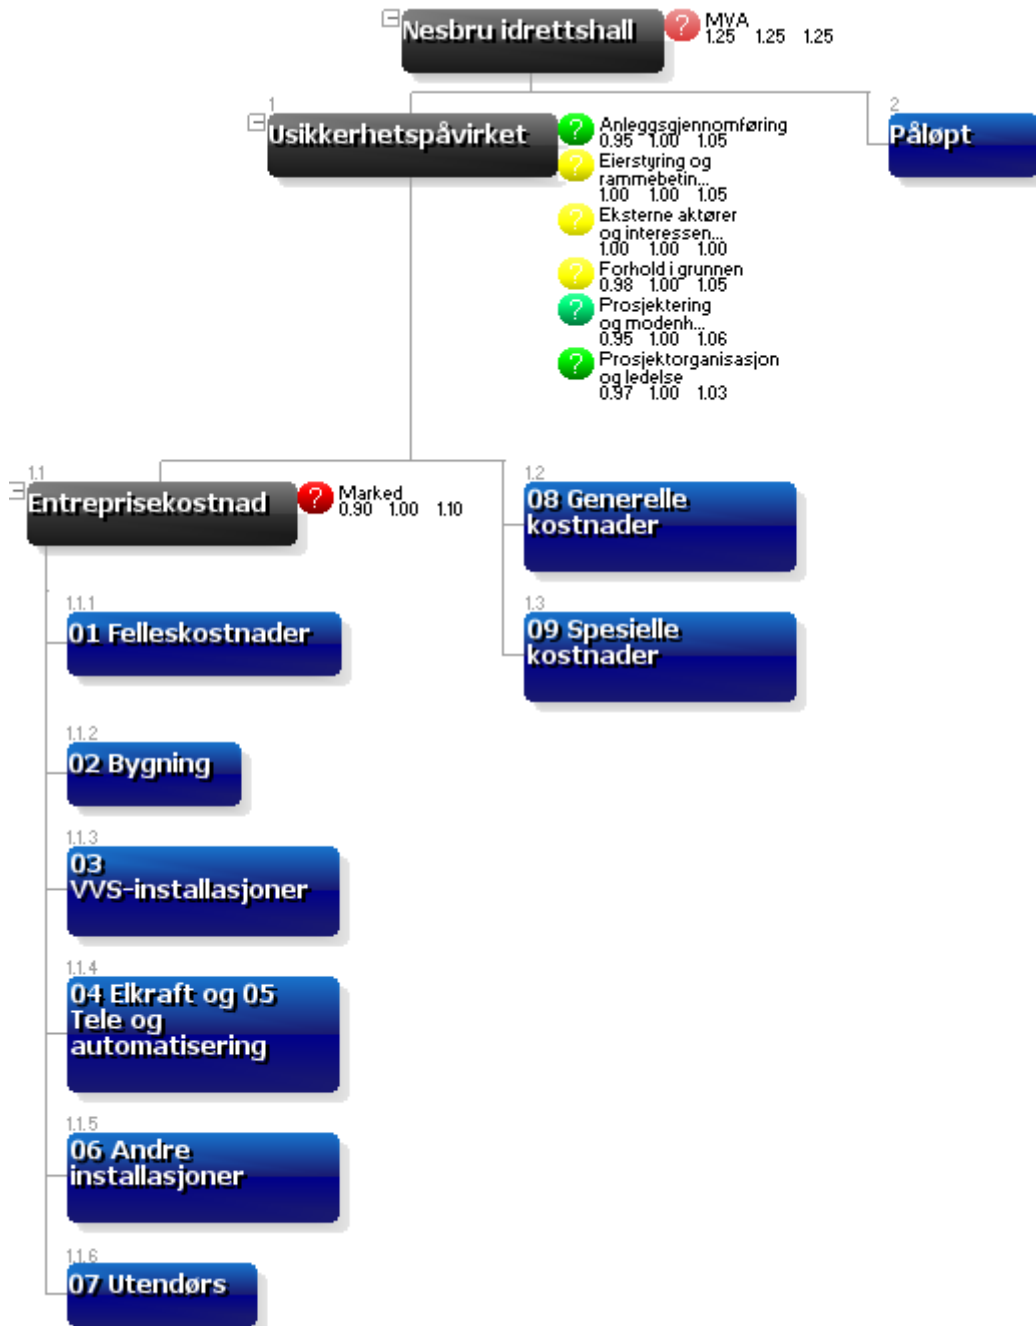 Nesbru idrettshall
MVA
1.25 1.25 1.25
1
Usikkerhetspåvirket
Anleggsgjennomføring
0.95 1.00 1.05
Eierstyring og
rammebetin...
1.00 1.00 1.05
Eksterne aktører
og interessen...
1.00 1.00 1.00
Forhold i grunnen
0.98 1.00 1.05
Prosjektering
og modenh...
0.95 1.00 1.06
Prosjektorganisasjon
og ledelse
0.97 1.00 1.03
2
Påløpt
1.1
Entreprisekostnad
Marked
0.90 1.00 1.10
1.1.1
01 Felleskostnader
1.1.2
02 Bygning
1.1.3
03
VVS-installasjoner
1.1.4
04 Elkraft og 05
Tele og
automatisering
1.1.5
06 Andre
installasjoner
1.1.6
07 Utendørs
1.2
08 Generelle
kostnader
1.3
09 Spesielle
kostnader